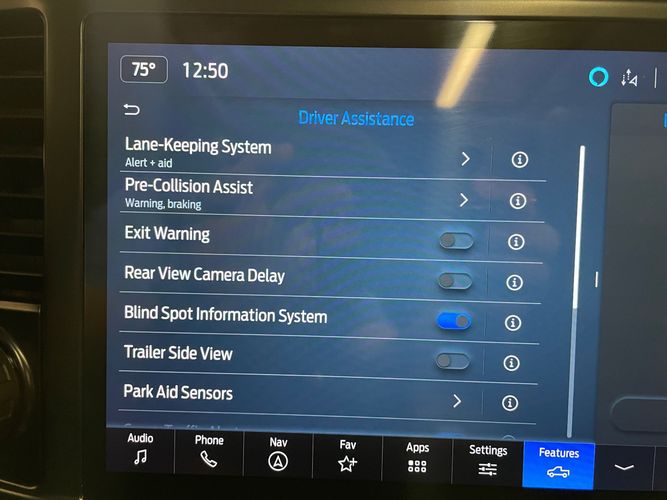 75° 12:50
Driver Assistance
Lane-Keeping System
Alert + aid
Pre-Collision Assist
Warning, braking
Exit Warning
Rear View Camera Delay
Blind Spot Information System
Trailer Side View
Park Aid Sensors
Audio
Phone
Nav
Fav
Apps
Settings
Features